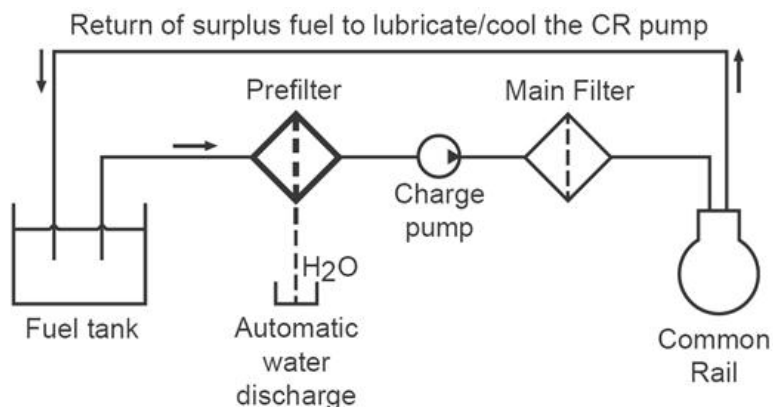 Return of surplus fuel to lubricate/cool the CR pump
Prefilter
Main Filter
Charge
pump
H2O
Fuel tank
Automatic
water
discharge
Common
Rail